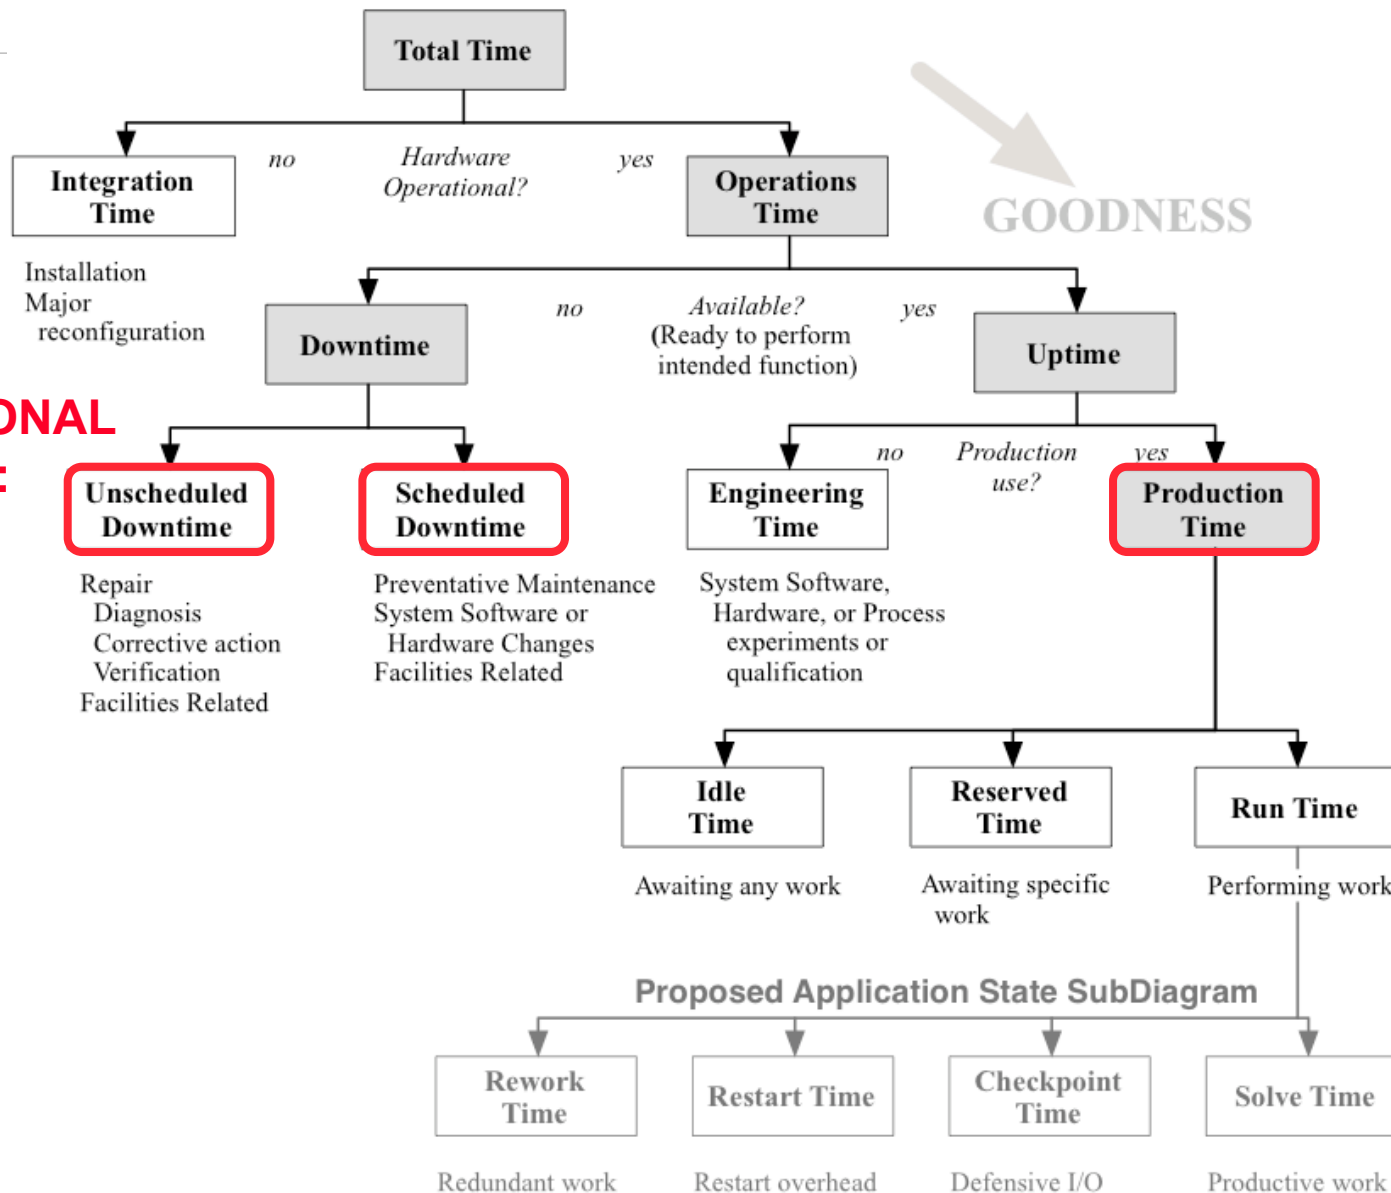 Total Time
no
Hardware
Operational?
yes
Integration
Time
Operations
Time
GOODNESS
Installation
Major
reconfiguration
no
Available?
yes
(Ready to perform
intended function)
Downtime
Uptime
ONAL
:
no
Production
use?
yes
Unscheduled
Downtime
Scheduled
Downtime
Engineering
Time
Production
Time
Repair
Diagnosis
Corrective action
Verification
Facilities Related
Preventative Maintenance
System Software or
Hardware Changes
Facilities Related
System Software,
Hardware, or Process
experiments or
qualification
Idle
Time
Reserved
Time
Run Time
Awaiting any work
Awaiting specific
work
Performing work
Proposed Application State SubDiagram
Rework
Time
Restart Time
Checkpoint
Time
Solve Time
Redundant work
Restart overhead
Defensive I/O
Productive work